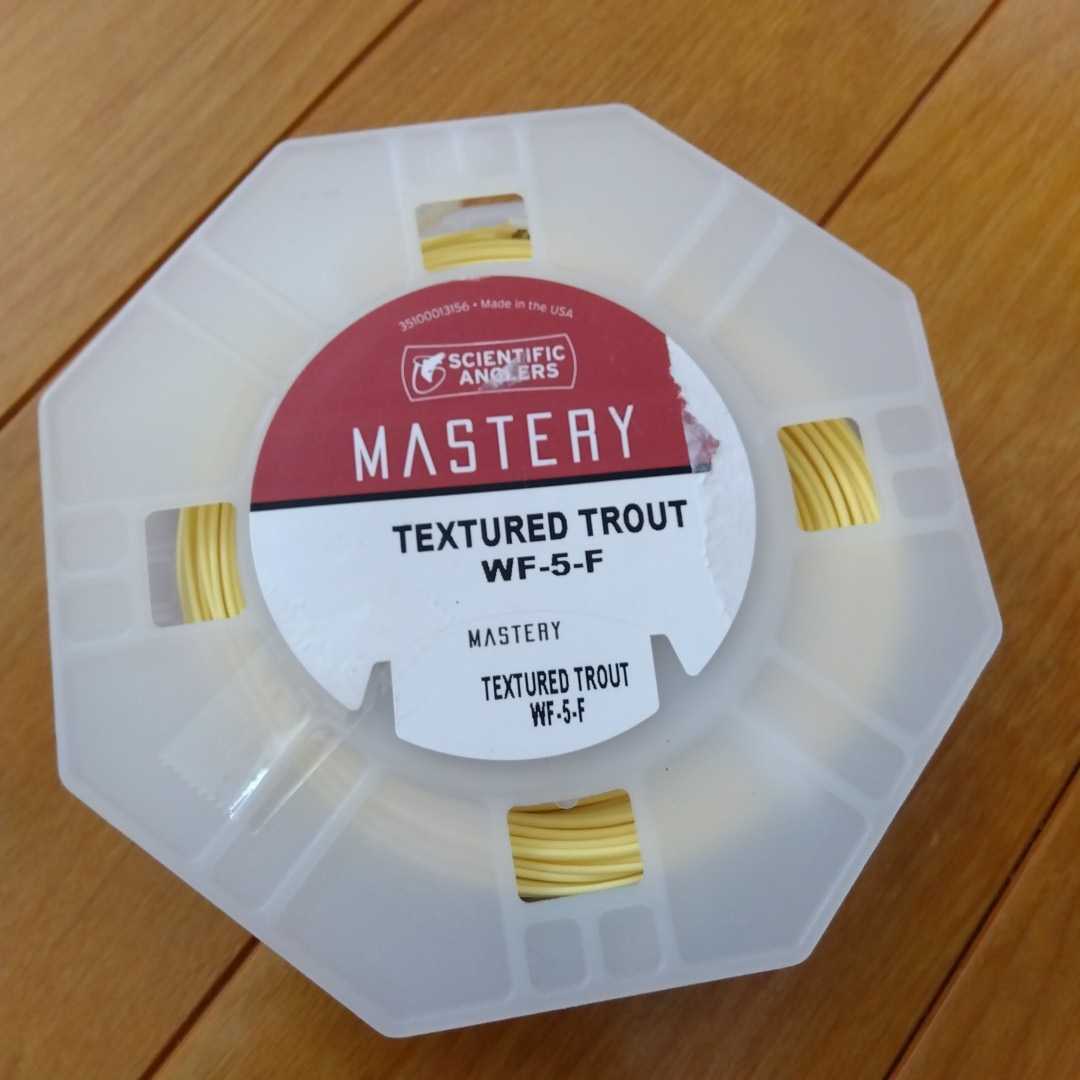 35100013156 • Made in the USA
SCIENTIFIC
ANGLERS
MASTERY
TEXTURED TROUT
WF-5-F
MASTERY
TEXTURED TROUT
WF-5-F